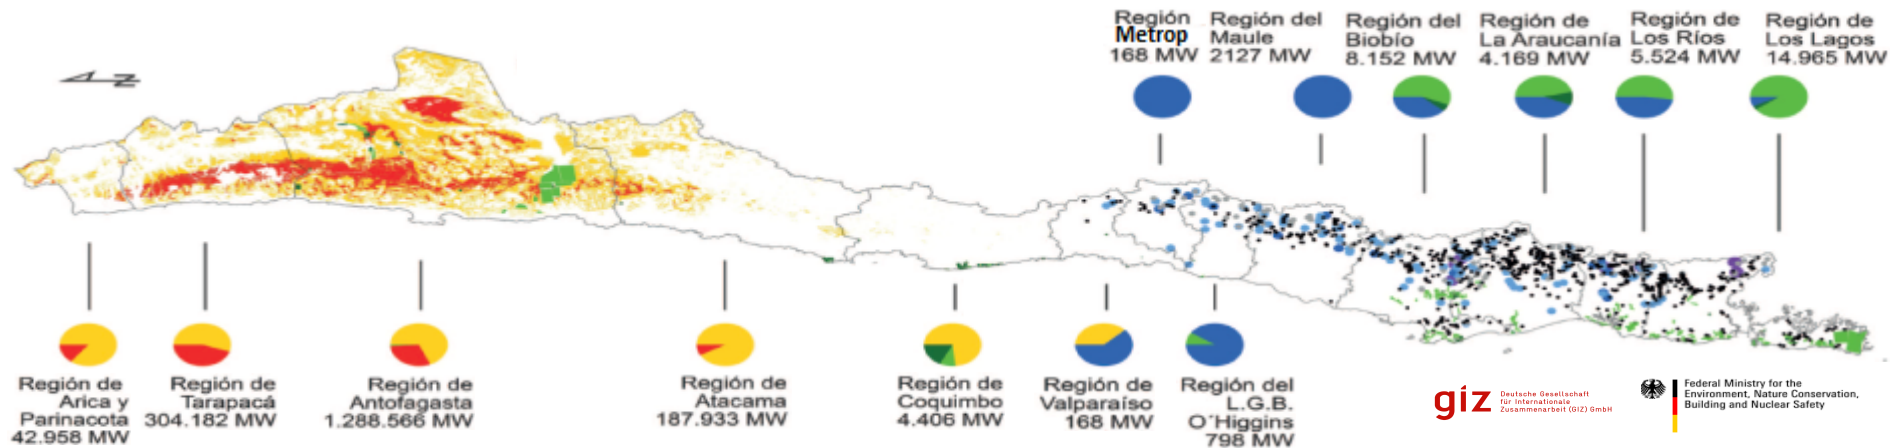 Región
Metrop
168 MW
Región del
Maule
2127 MW
Región del
Biobío
8.152 MW
Región de
La Araucanía
4.169 MW
Región de
Los Ríos
5.524 MW
Región de
Los Lagos
14.965 MW
Z
Región de
Arica y
Parinacota
42.958 MW
Región de
Tarapacá
304.182 MW
Región de
Antofagasta
1.288.566 MW
Región de
Atacama
187.933 MW
Región de
Coquimbo
4.406 MW
Región de
Valparaíso
168 MW
Región del
L.G.B.
O´Higgins
798 MW
giz
Deutsche Gesellschaft
für Internationale
Zusammenarbeit (GIZ) GmbH
Federal Ministry for the
Environment, Nature Conservation,
Building and Nuclear Safety